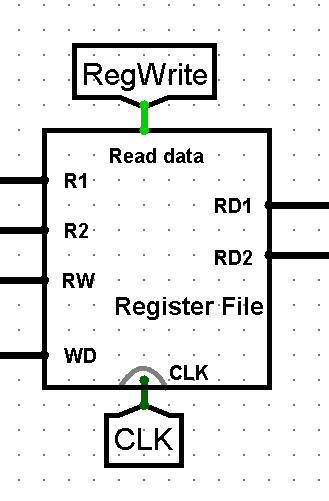 RegWrite
Read data
R1
RD1
R2
RD2
RW
Register File
WD
CLK
CLK